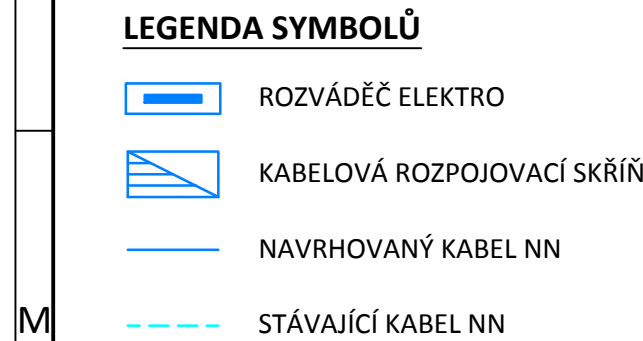 LEGENDA SYMBOLŮ
ROZVÁDĚČ ELEKTRO
KABELOVÁ ROZPOJOVACÍ SKŘÍŇ
NAVRHOVANÝ KABEL NN
STÁVAJÍCÍ KABEL NN
M